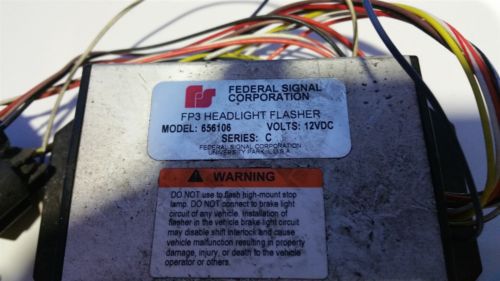 FEDERAL SIGNAL
CORPORATION
FP3 HEADLIGHT FLASHER
MODEL: 656106 VOLTS: 12VDC
SERIES: C
FEDERAL SIGNAL CORPORATION
UNIVERSITY PARK IL U.S.A.
WARNING
DO NOT use to flash high-mount stop
lamp. DO NOT connect to brake light
circuit of any vehicle. Installation of
flasher in the vehicle brake light circuit
may disable shift interlock and cause
vehicle malfunction resulting in property
damage, injury, or death to the vehicle
operator or others.